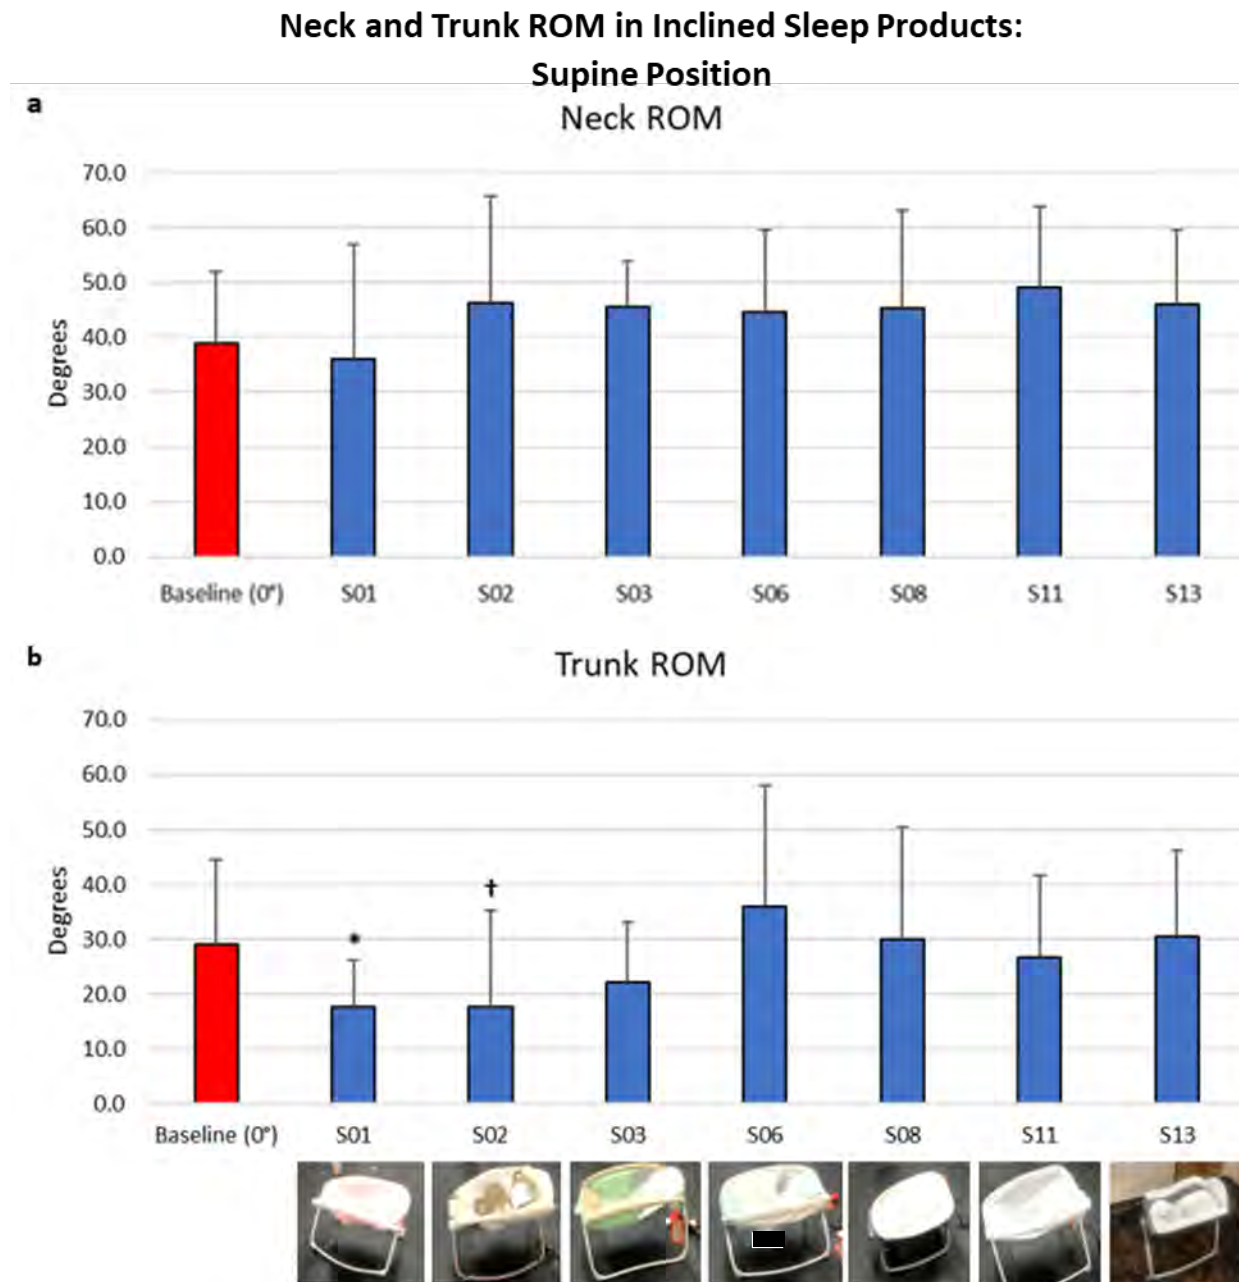 Neck and Trunk ROM in Inclined Sleep Products:
Supine Position
a
Neck ROM
70.0
60.0
50.0
40.0
30.0
20.0
10.0
0.0
Degrees
Baseline (0°) S01 S02 S03 S06 S08 S11 S13
b
Trunk ROM
70.0
60.0
50.0
40.0
30.0
20.0
10.0
0.0
Degrees
*
†
Baseline (0°) S01 S02 S03 S06 S08 S11 S13